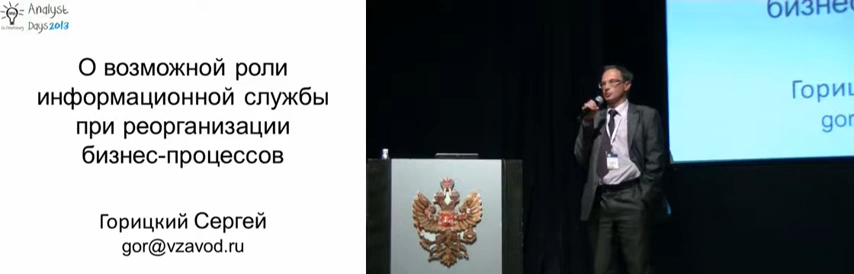 Analyst
Days 2013
О возможной роли
информационной службы
при реорганизации
бизнес-процессов
Горицкий Сергей
gor@vzavod.ru
бизнес
Гориц
gor